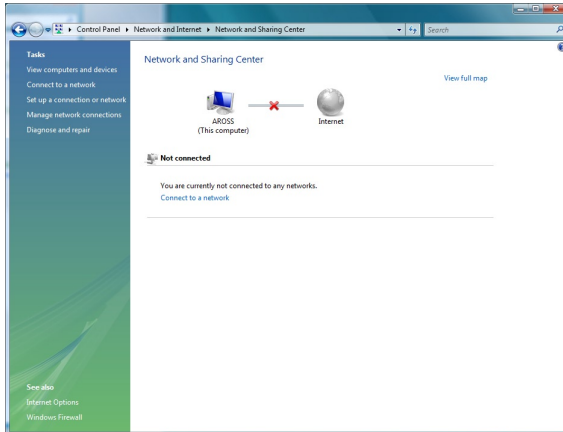 Control Panel ▸ Network and Internet ▸ Network and Sharing Center
Search
Tasks
View computers and devices
Connect to a network
Set up a connection or network
Manage network connections
Diagnose and repair
See also
Internet Options
Windows Firewall
Network and Sharing Center
View full map
AROSS
(This computer)
Internet
Not connected
You are currently not connected to any networks.
Connect to a network